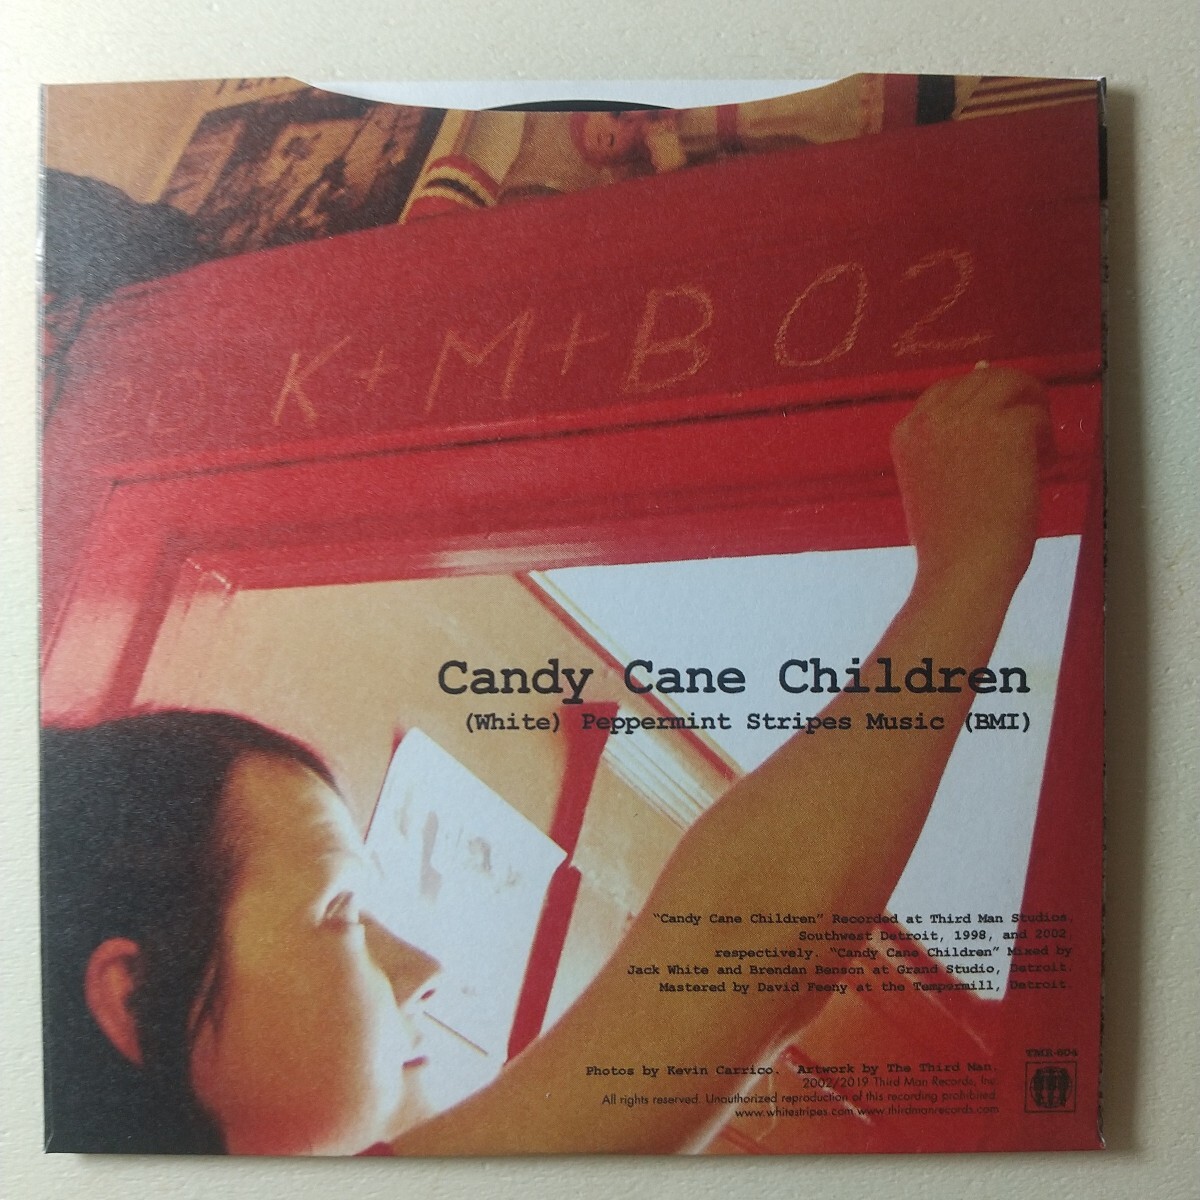 20 K+M+B 02
Candy Cane Children
(White) Peppermint Stripes Music (BMI)
"Candy Cane Children" Recorded at Third Man Studios,
Southwest Detroit, 1998, and 2002
respectively. "Candy Cane Children" Mixed by
Jack White and Brendan Benson at Grand Studio, Detroit.
Mastered by David Feeny at the Tempermill, Detroit.
TMR-604
Photos by Kevin Carrico. Artwork by The Third Man.
2002/2019 Third Man Records, Inc.
All rights reserved. Unauthorized reproduction of this recording prohibited.
www.whitestripes.com www.thirdmanrecords.com